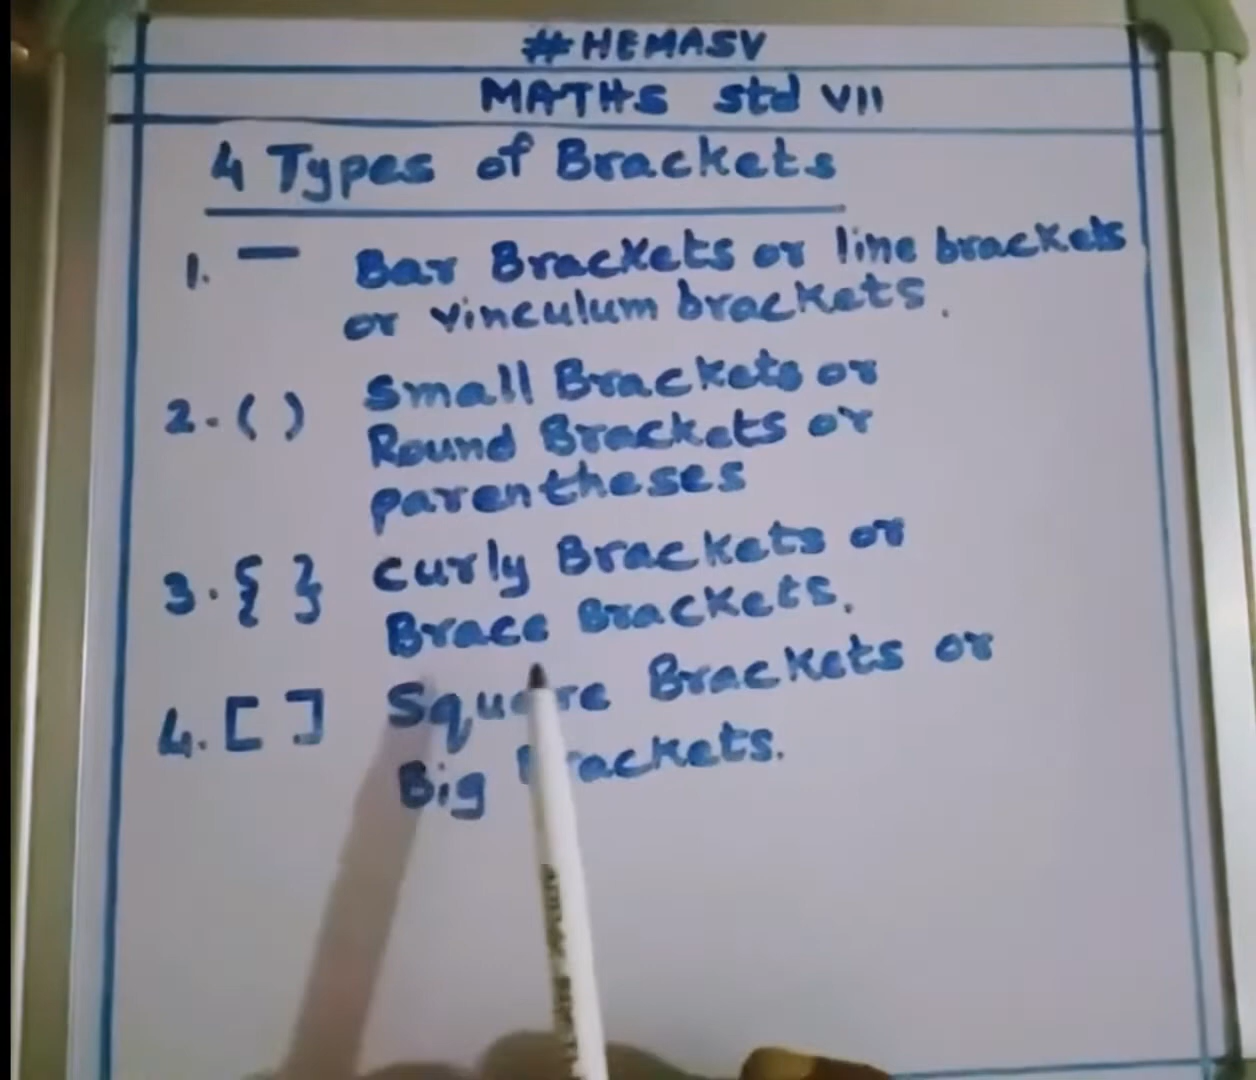 #HEMASV
MATHS std VII
4 Types of Brackets
1. — Bar Brackets or line brackets
or vinculum brackets.
2. ( ) Small Brackets or
Round Brackets or
parentheses
3. { } curly Brackets or
Brace Brackets.
4. [ ] Square Brackets or
Big Brackets.